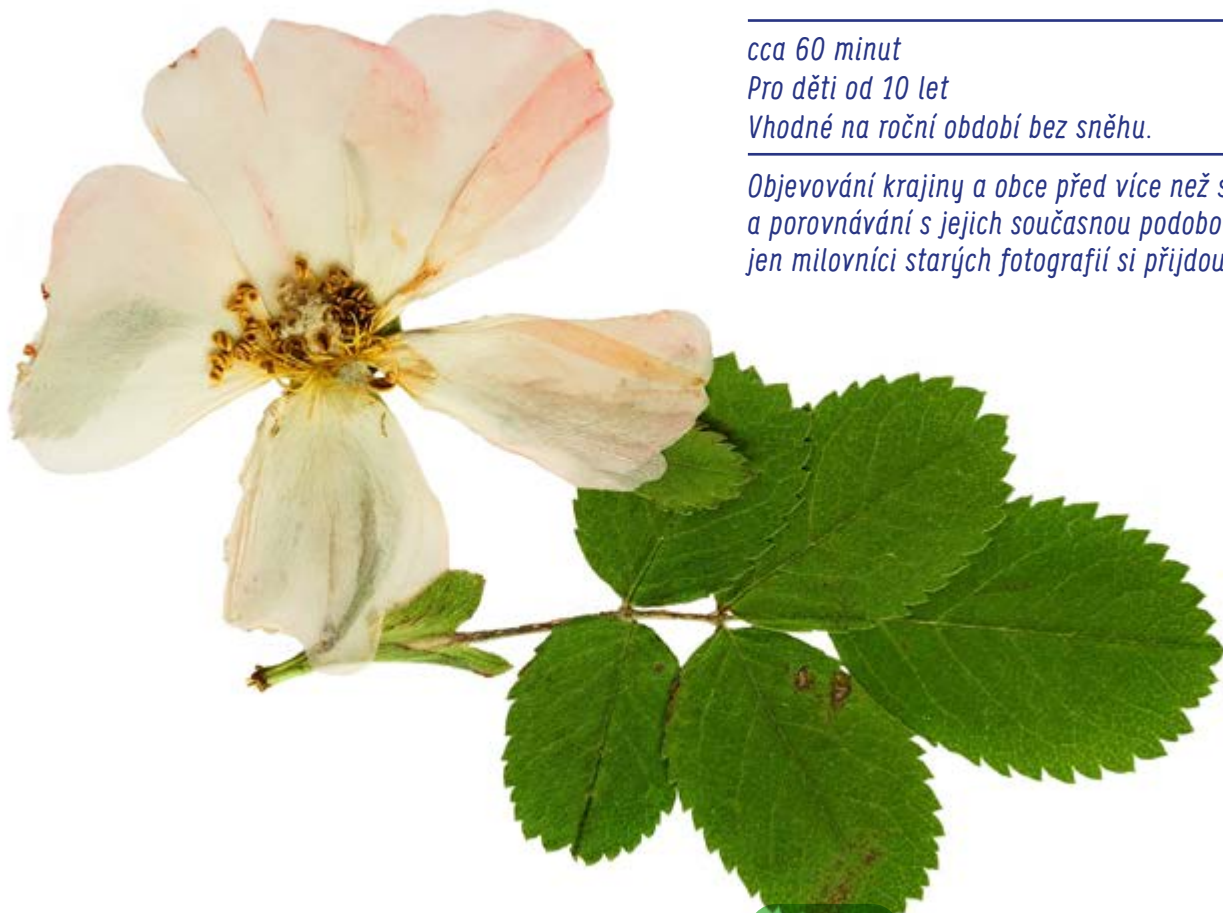 cca 60 minut
Pro děti od 10 let
Vhodné na roční období bez sněhu.
Objevování krajiny a obce před více než
a porovnávání s jejich současnou
jen milovníci starých fotografií si přijdou